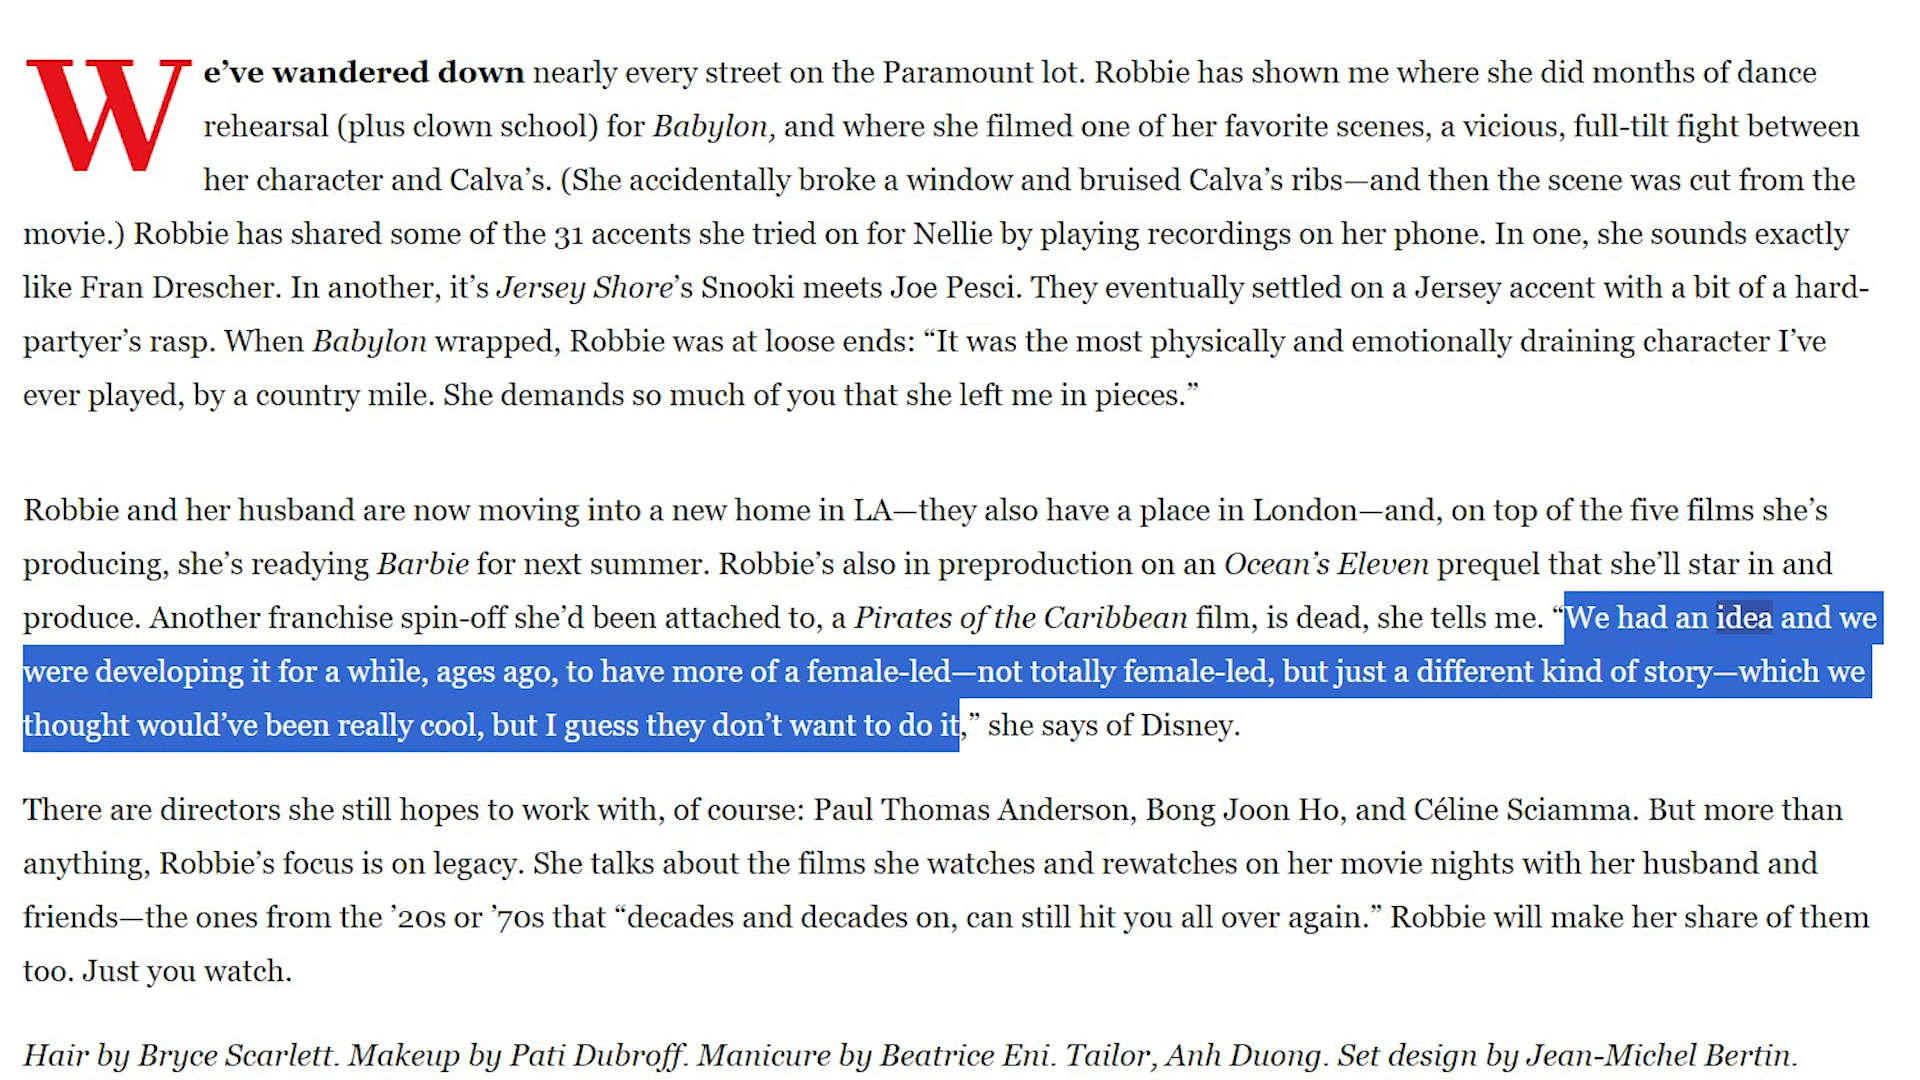 We’ve wandered down nearly every street on the Paramount lot. Robbie has shown me where she did months of dance
rehearsal (plus clown school) for Babylon, and where she filmed one of her favorite scenes, a vicious, full-tilt fight between
her character and Calva’s. (She accidentally broke a window and bruised Calva’s ribs—and then the scene was cut from the
movie.) Robbie has shared some of the 31 accents she tried on for Nellie by playing recordings on her phone. In one, she sounds exactly
like Fran Drescher. In another, it’s Jersey Shore’s Snooki meets Joe Pesci. They eventually settled on a Jersey accent with a bit of a hard-
partyer’s rasp. When Babylon wrapped, Robbie was at loose ends: “It was the most physically and emotionally draining character I’ve
ever played, by a country mile. She demands so much of you that she left me in pieces.”
Robbie and her husband are now moving into a new home in LA—they also have a place in London—and, on top of the five films she’s
producing, she’s readying Barbie for next summer. Robbie’s also in preproduction on an Ocean’s Eleven prequel that she’ll star in and
produce. Another franchise spin-off she’d been attached to, a Pirates of the Caribbean film, is dead, she tells me. “We had an idea and we
were developing it for a while, ages ago, to have more of a female-led—not totally female-led, but just a different kind of story—which we
thought would’ve been really cool, but I guess they don’t want to do it,” she says of Disney.
There are directors she still hopes to work with, of course: Paul Thomas Anderson, Bong Joon Ho, and Céline Sciamma. But more than
anything, Robbie’s focus is on legacy. She talks about the films she watches and rewatches on her movie nights with her husband and
friends—the ones from the ’20s or ’70s that “decades and decades on, can still hit you all over again.” Robbie will make her share of them
too. Just you watch.
Hair by Bryce Scarlett. Makeup by Pati Dubroff. Manicure by Beatrice Eni. Tailor, Anh Duong. Set design by Jean-Michel Bertin.